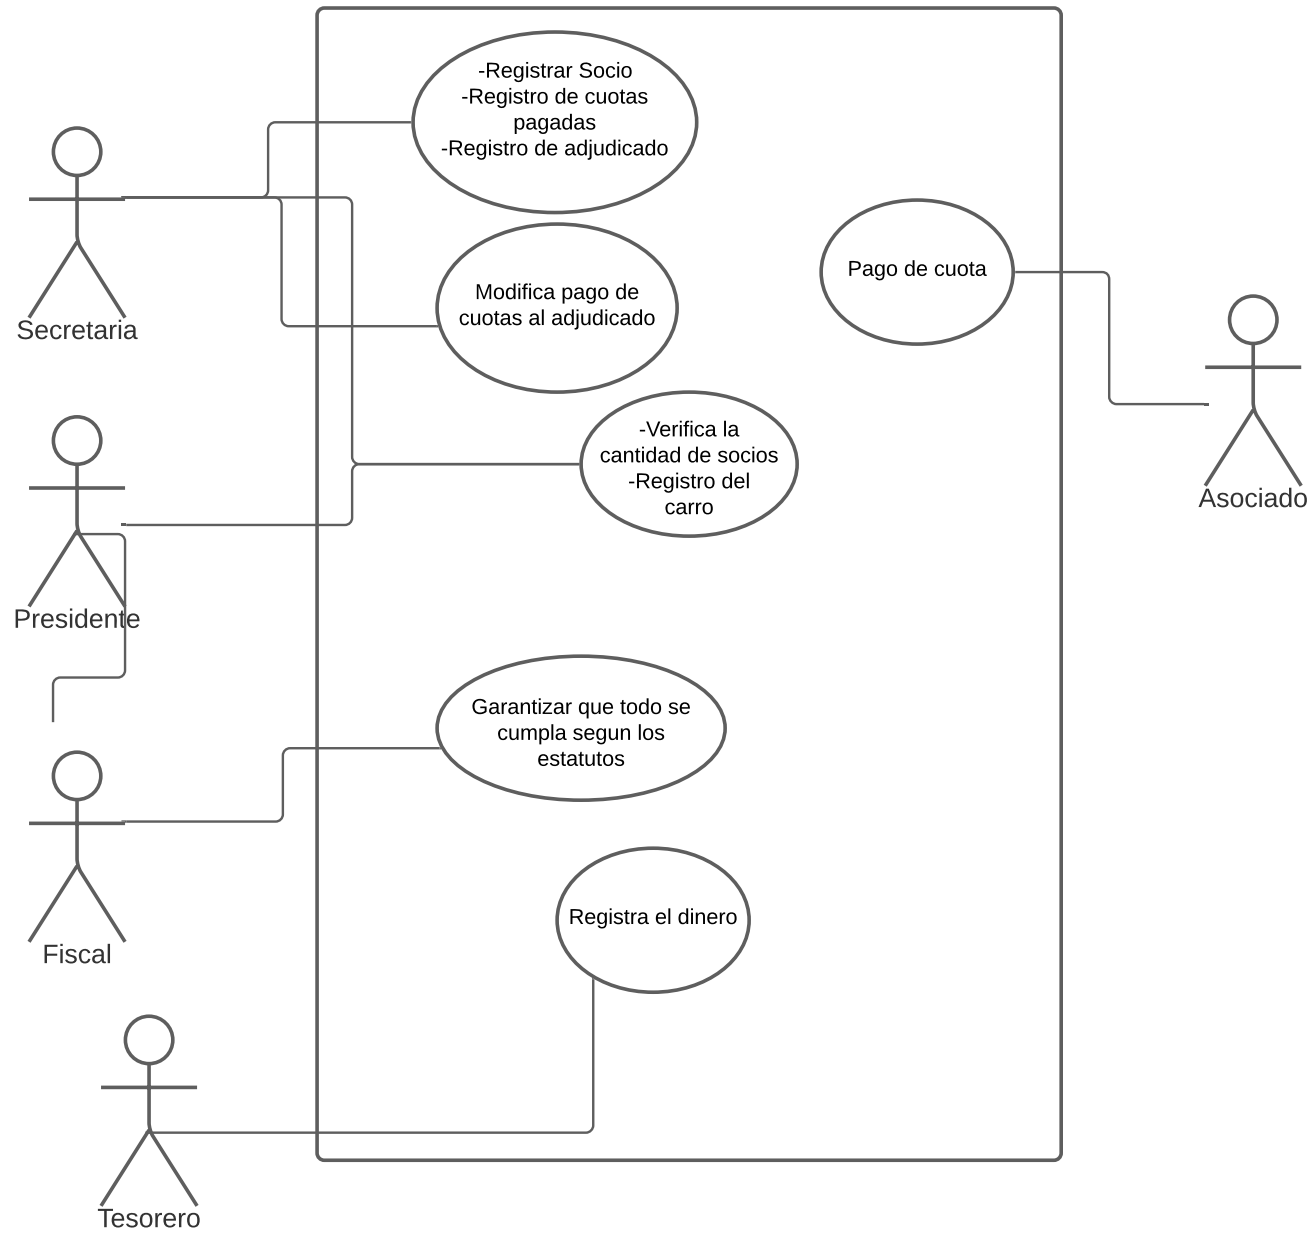 -Registrar Socio
-Registro de cuotas
pagadas
-Registro de adjudicado
Secretaria
Modifica pago de
cuotas al adjudicado
Pago de cuota
Asociado
-Verifica la
cantidad de socios
-Registro del
carro
Presidente
Garantizar que todo se
cumpla segun los
estatutos
Fiscal
Registra el dinero
Tesorero